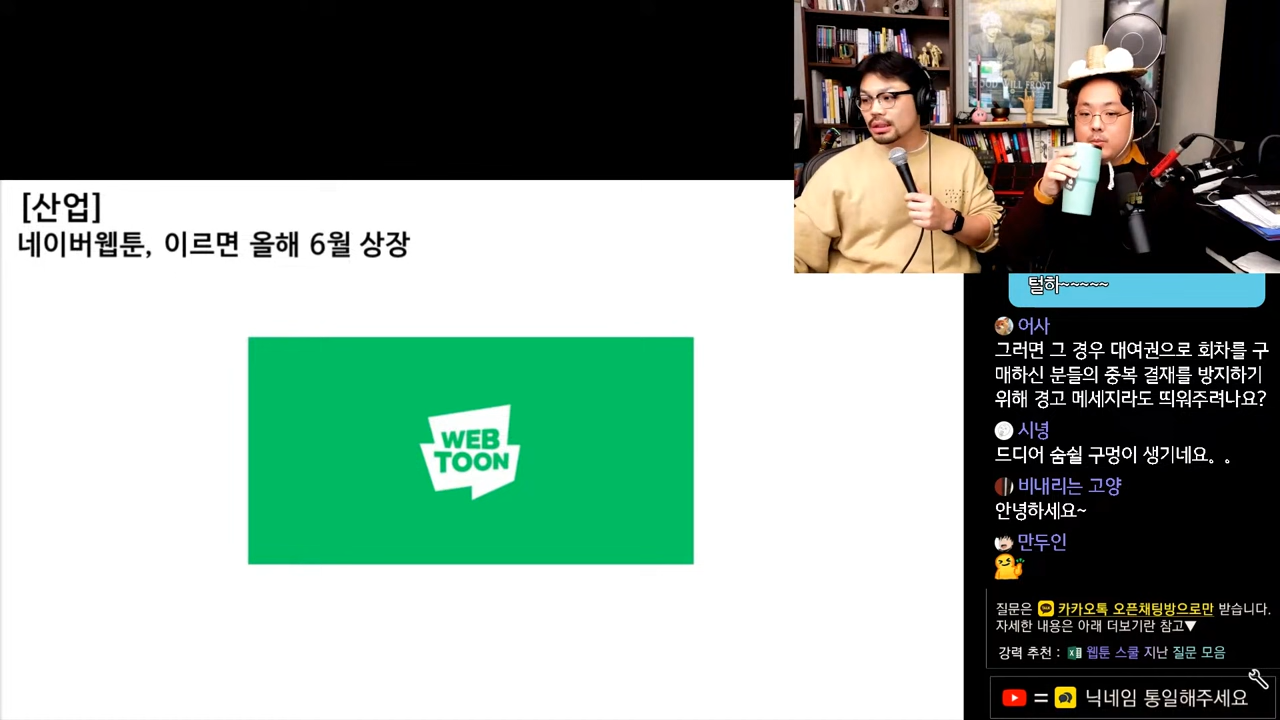 [산업]
네이버웹툰, 이르면 올해 6월 상장
WEB
TOON
GOOD WILL FROST
털하~~~~~
어사
그러면 그 경우 대여권으로 회차를 구
매하신 분들의 중복 결재를 방지하기
위해 경고 메세지라도 띄워주려나요?
시녕
드디어 숨쉴 구멍이 생기네요. .
비내리는 고양
안녕하세요~
만두인
질문은 카카오톡 오픈채팅방으로만 받습니다.
자세한 내용은 아래 더보기란 참고▼
강력 추천 : 웹툰 스쿨 지난 질문 모음
= 닉네임 통일해주세요